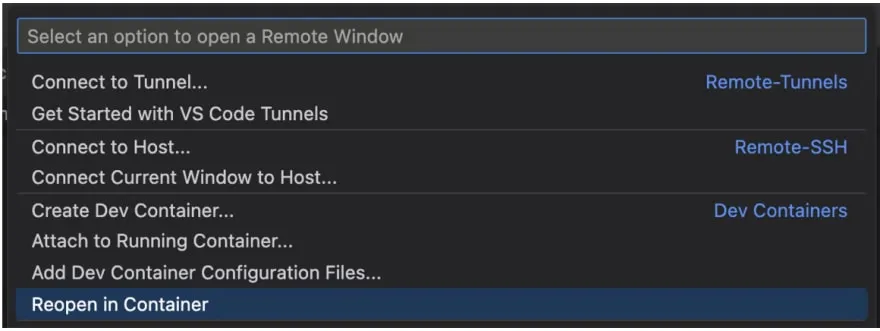 Select an option to open a Remote Window
Connect to Tunnel... Remote-Tunnels
Get Started with VS Code Tunnels
Connect to Host... Remote-SSH
Connect Current Window to Host...
Create Dev Container... Dev Containers
Attach to Running Container...
Add Dev Container Configuration Files...
Reopen in Container